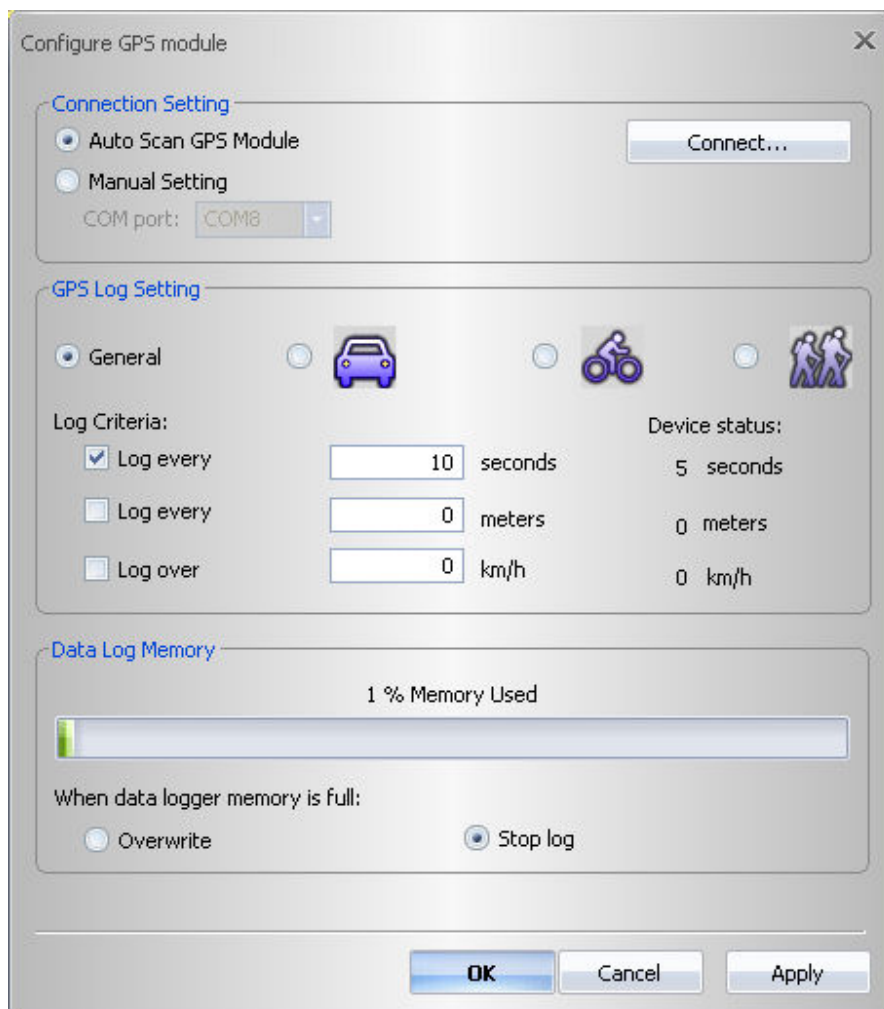 Configure GPS module
Connection Setting
Auto Scan GPS Module
Connect...
Manual Setting
COM port: COM8
GPS Log Setting
General
Log Criteria:
Device status:
Log every 10 seconds 5 seconds
Log every 0 meters 0 meters
Log over 0 km/h 0 km/h
Data Log Memory
1 % Memory Used
When data logger memory is full:
Overwrite Stop log
OK Cancel Apply